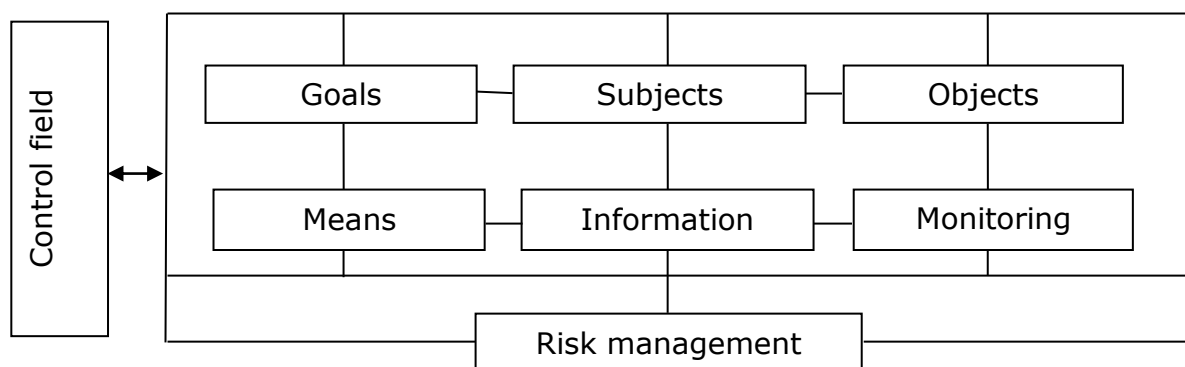 Control field
Goals
Subjects
Objects
Means
Information
Monitoring
Risk management